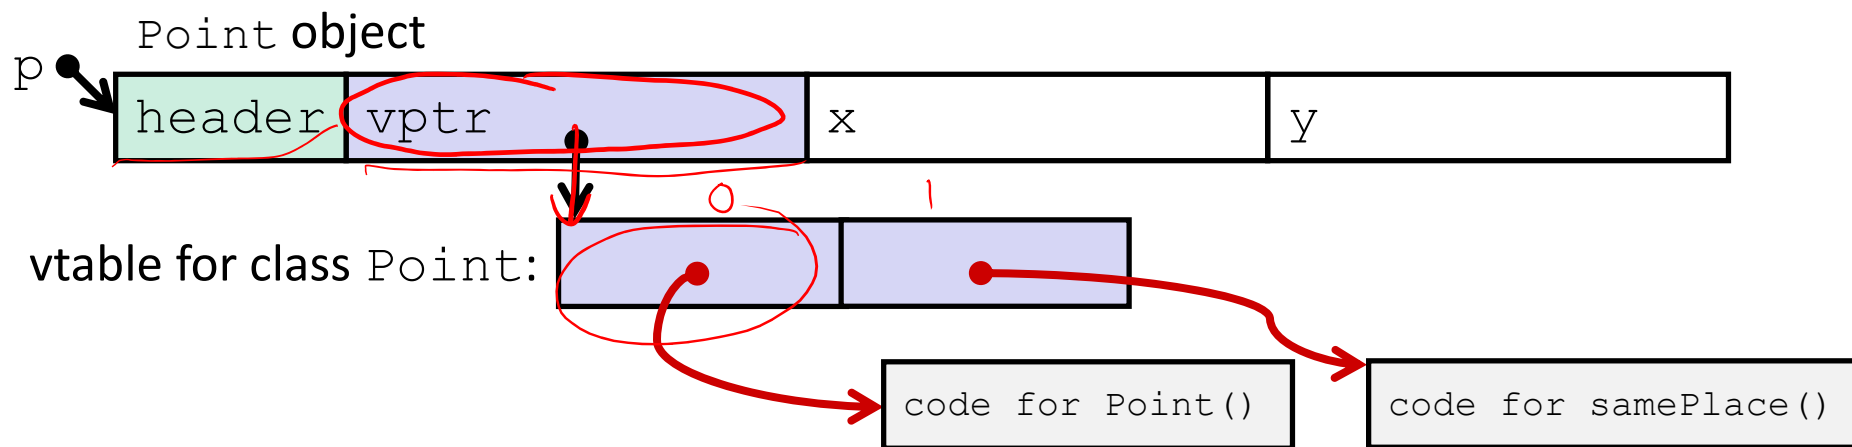 Point object
p
header vptr x y
0 1
vtable for class Point:
code for Point() code for samePlace()